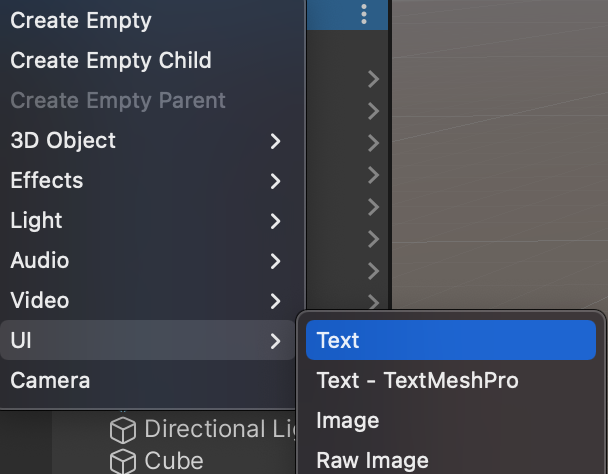 Create Empty
Create Empty Child
Create Empty Parent
3D Object
Effects
Light
Audio
Video
UI
Camera
Text
Text - TextMeshPro
Image
Raw Image
Directional
Cube